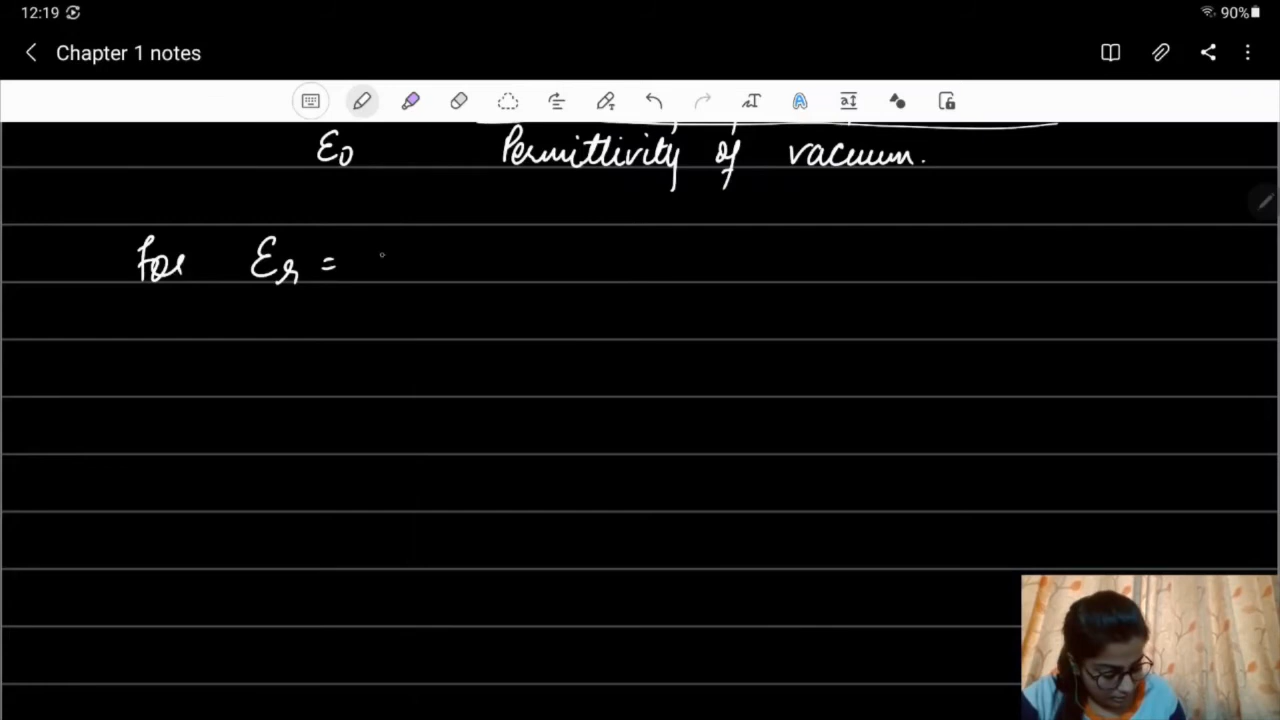 12:19 90%
Chapter 1 notes
ε0 Permittivity of vacuum.
for εr =